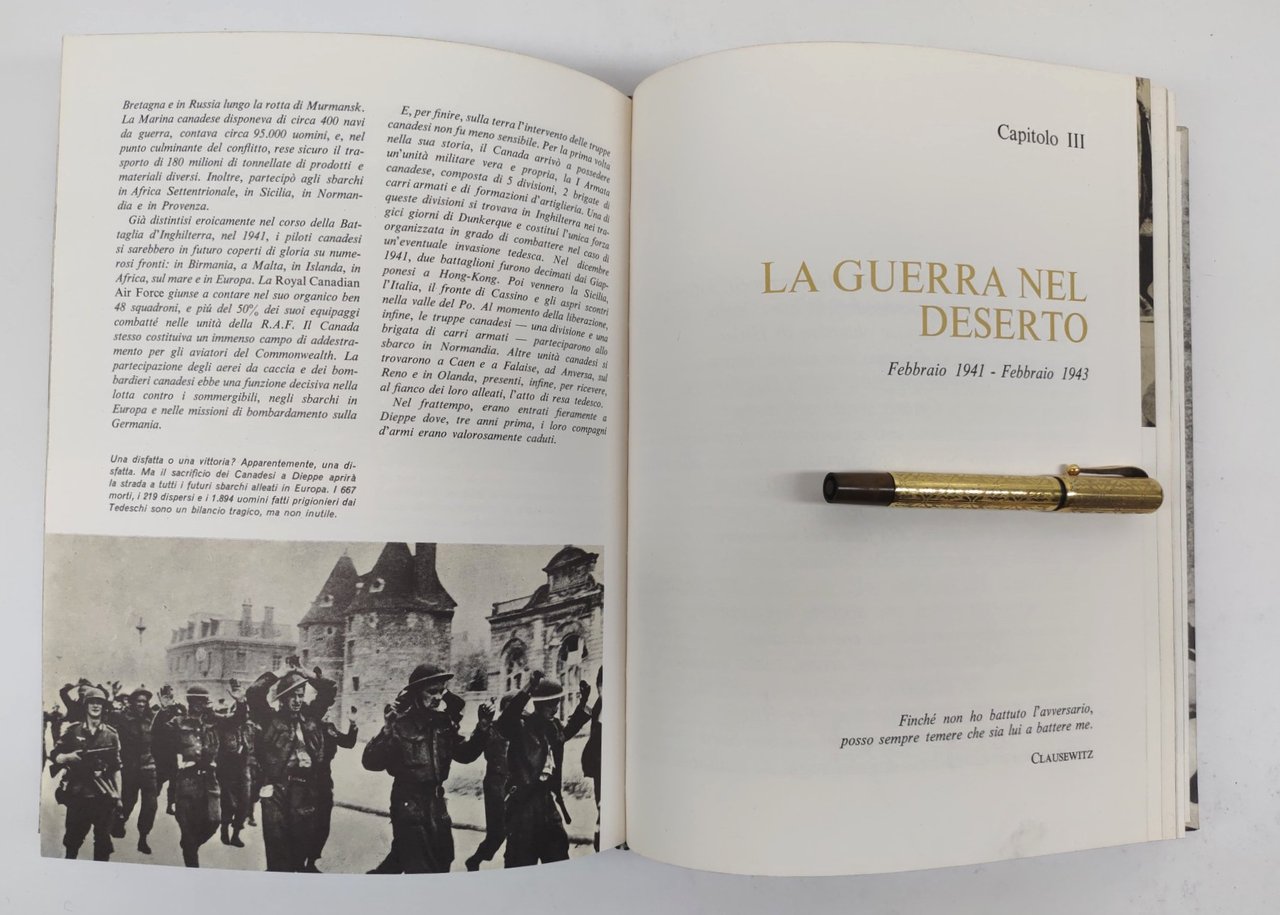 Bretagna e in Russia lungo la rotta di Murmansk.
La Marina canadese disponeva di circa 400 navi
da guerra, contava circa 95.000 uomini, e, nel
punto culminante del conflitto, rese sicuro il tra-
sporto di 180 milioni di tonnellate di prodotti e
materiali diversi. Inoltre, partecipò agli sbarchi
in Africa Settentrionale, in Sicilia, in Norman-
dia e in Provenza.
Già distintisi eroicamente nel corso della Bat-
taglia d'Inghilterra, nel 1941, i piloti canadesi
si sarebbero in futuro coperti di gloria su nume-
rosi fronti: in Birmania, a Malta, in Islanda, in
Africa, sul mare e in Europa. La Royal Canadian
Air Force giunse a contare nel suo organico ben
48 squadroni, e piú del 50% dei suoi equipaggi
combatté nelle unità della R.A.F. Il Canada
stesso costituiva un immenso campo di addestra-
mento per gli aviatori del Commonwealth. La
partecipazione degli aerei da caccia e dei bom-
bardieri canadesi ebbe una funzione decisiva nella
lotta contro i sommergibili, negli sbarchi in
Europa e nelle missioni di bombardamento sulla
Germania.
E, per finire, sulla terra l'intervento delle truppe
canadesi non fu meno sensibile. Per la prima volta
nella sua storia, il Canada arrivò a possedere
un'unità militare vera e propria, la I Armata
canadese, composta di 5 divisioni, 2 brigate di
carri armati e di formazioni d'artiglieria. Una di
queste divisioni si trovava in Inghilterra nei tra-
gici giorni di Dunkerque e costituí l'unica forza
organizzata in grado di combattere nel caso di
un'eventuale invasione tedesca. Nel dicembre
1941, due battaglioni furono decimati dai Giap-
ponesi a Hong-Kong. Poi vennero la Sicilia,
l'Italia, il fronte di Cassino e gli aspri scontri
nella valle del Po. Al momento della liberazione,
infine, le truppe canadesi — una divisione e una
brigata di carri armati — parteciparono allo
sbarco in Normandia. Altre unità canadesi si
trovarono a Caen e a Falaise, ad Anversa, sul
Reno e in Olanda, presenti, infine, per ricevere,
al fianco dei loro alleati, l'atto di resa tedesco.
Nel frattempo, erano entrati fieramente a
Dieppe dove, tre anni prima, i loro compagni
d'armi erano valorosamente caduti.
Una disfatta o una vittoria? Apparentemente, una di-
sfatta. Ma il sacrificio dei Canadesi a Dieppe aprirà
la strada a tutti i futuri sbarchi alleati in Europa. I 667
morti, i 219 dispersi e i 1.894 uomini fatti prigionieri dai
Tedeschi sono un bilancio tragico, ma non inutile.
Capitolo III
LA GUERRA NEL
DESERTO
Febbraio 1941 - Febbraio 1943
Finché non ho battuto l'avversario,
posso sempre temere che sia lui a battere me.
CLAUSEWITZ